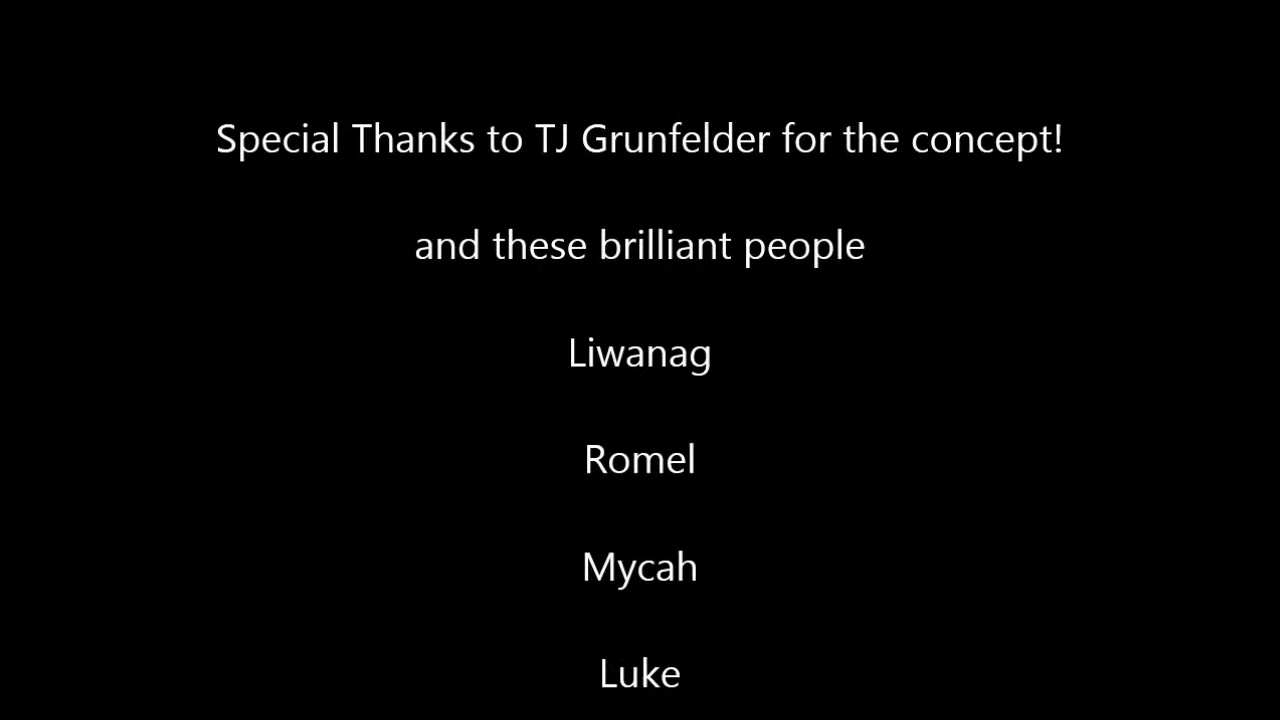 Special Thanks to TJ Grunfelder for the concept!
and these brilliant people
Liwanag
Romel
Mycah
Luke